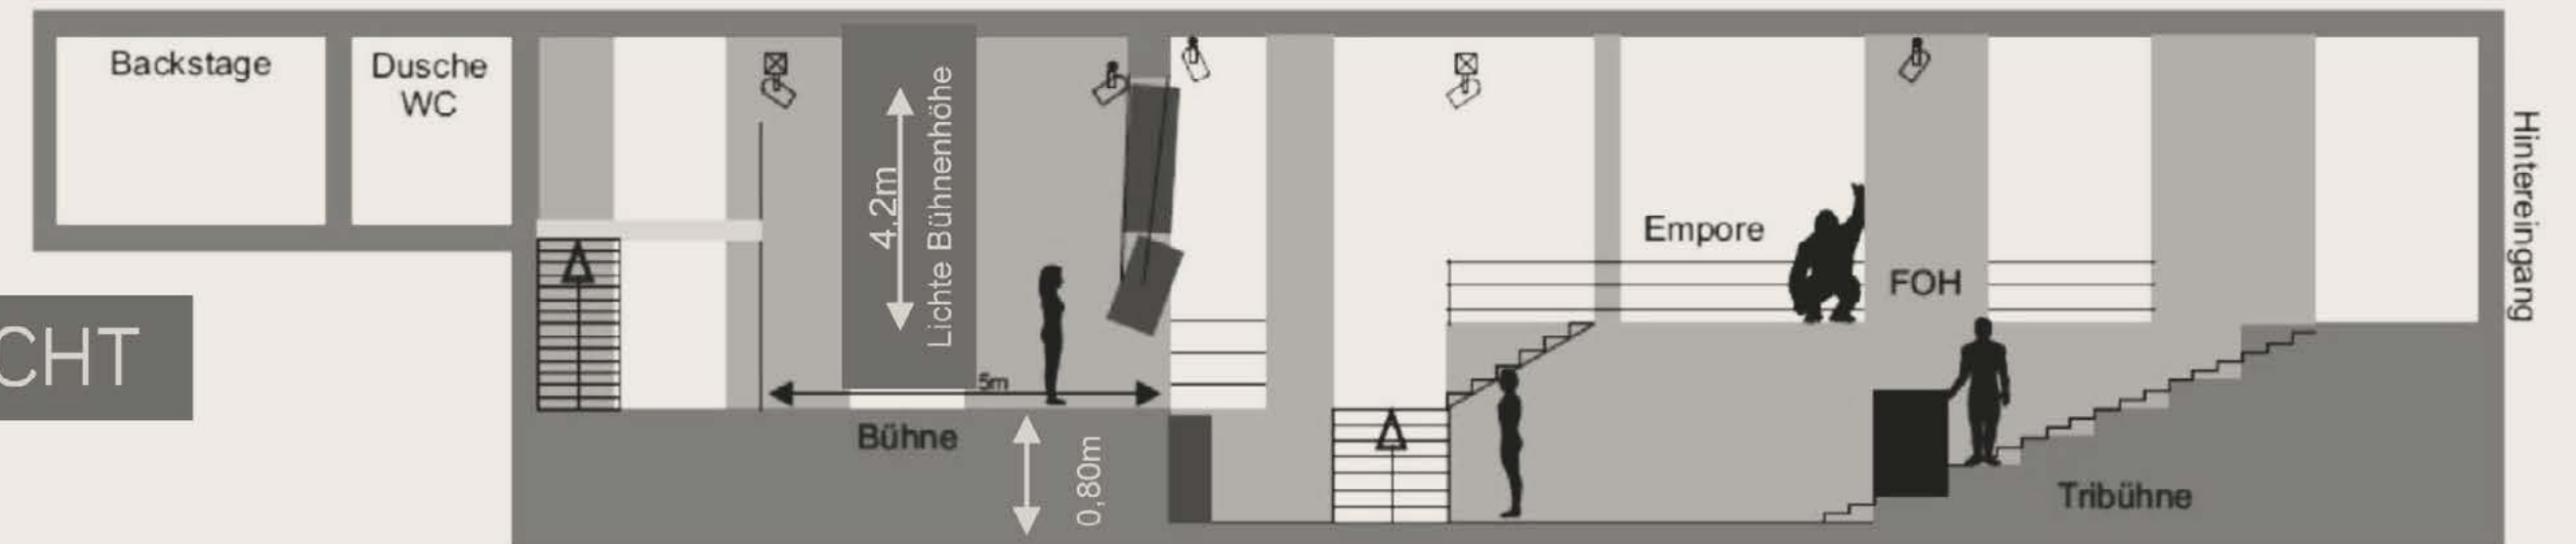 Backstage
Dusche
WC
4,2m
Lichte Bühnenhöhe
5m
Bühne
0,80m
Empore
FOH
Tribühne
Hintereingang
CHT